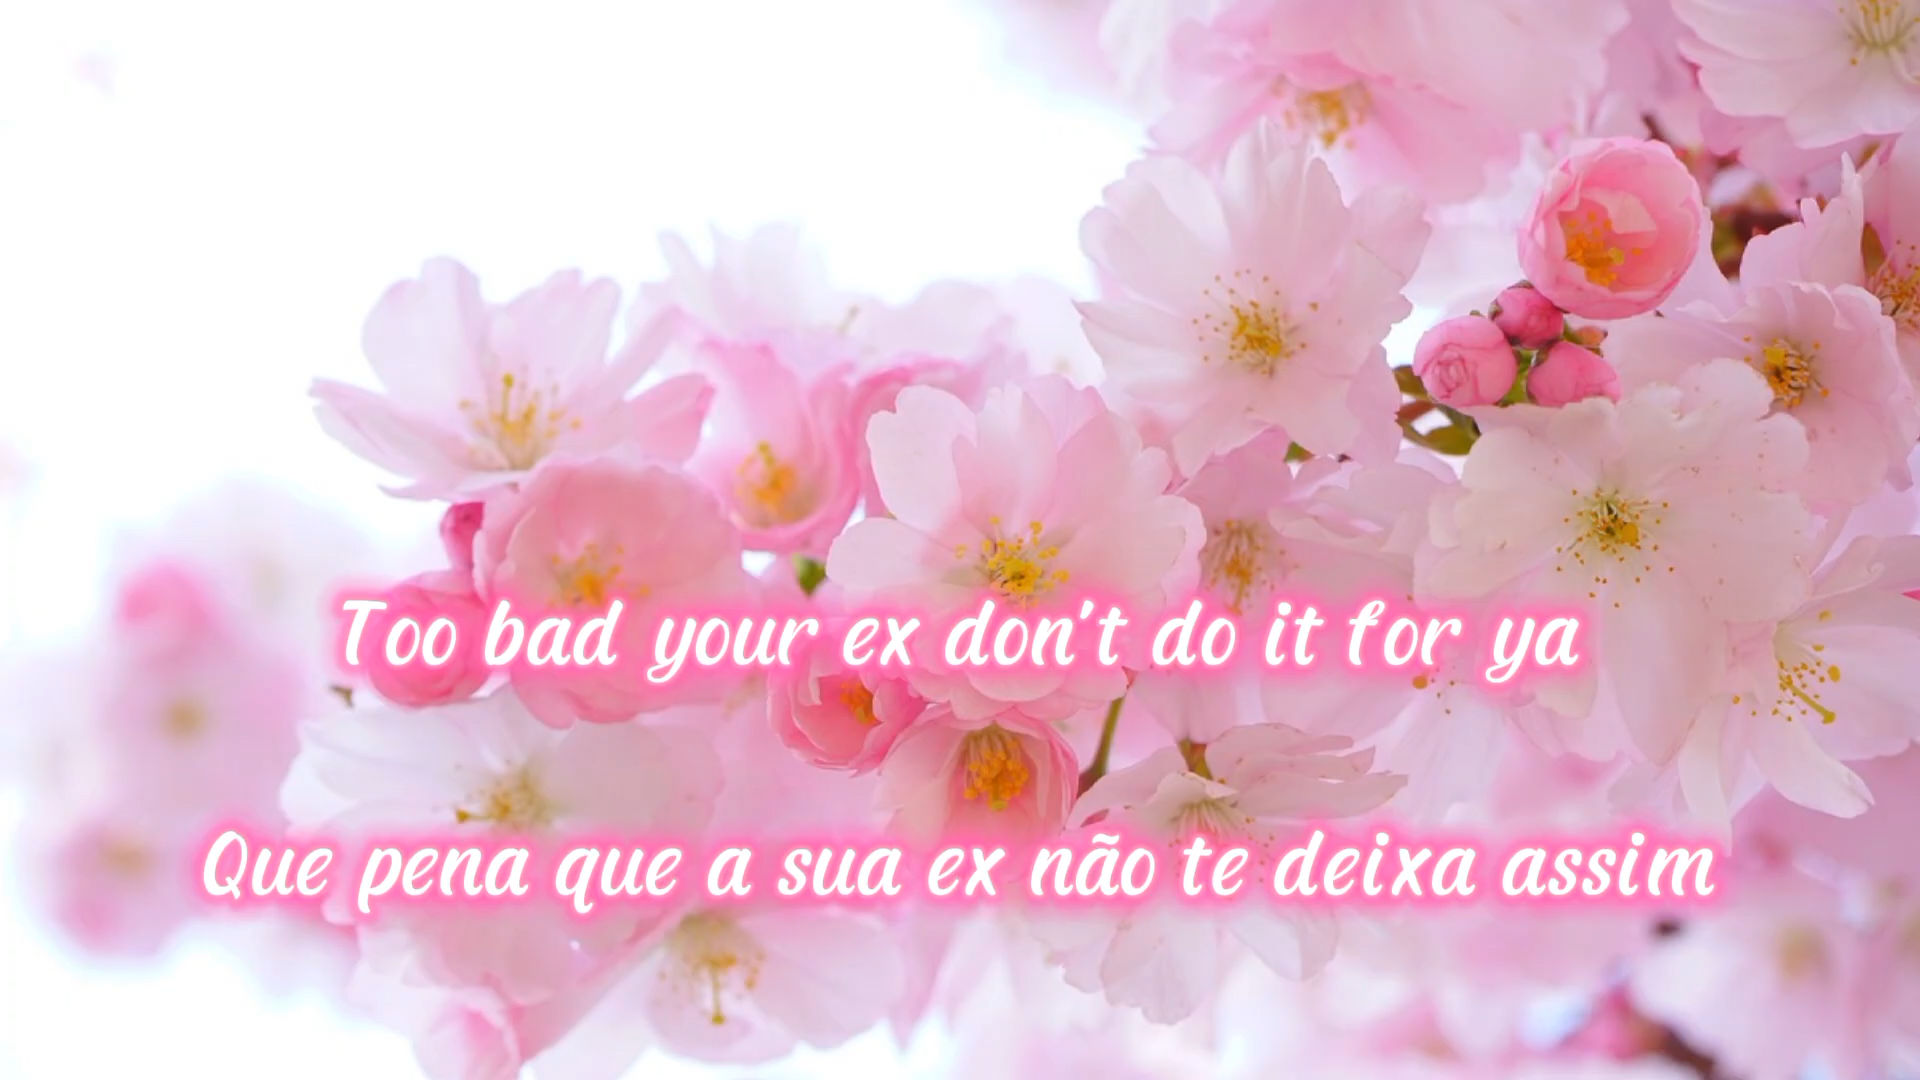 Too bad your ex don't do it for ya
Que pena que a sua ex não te deixa assim